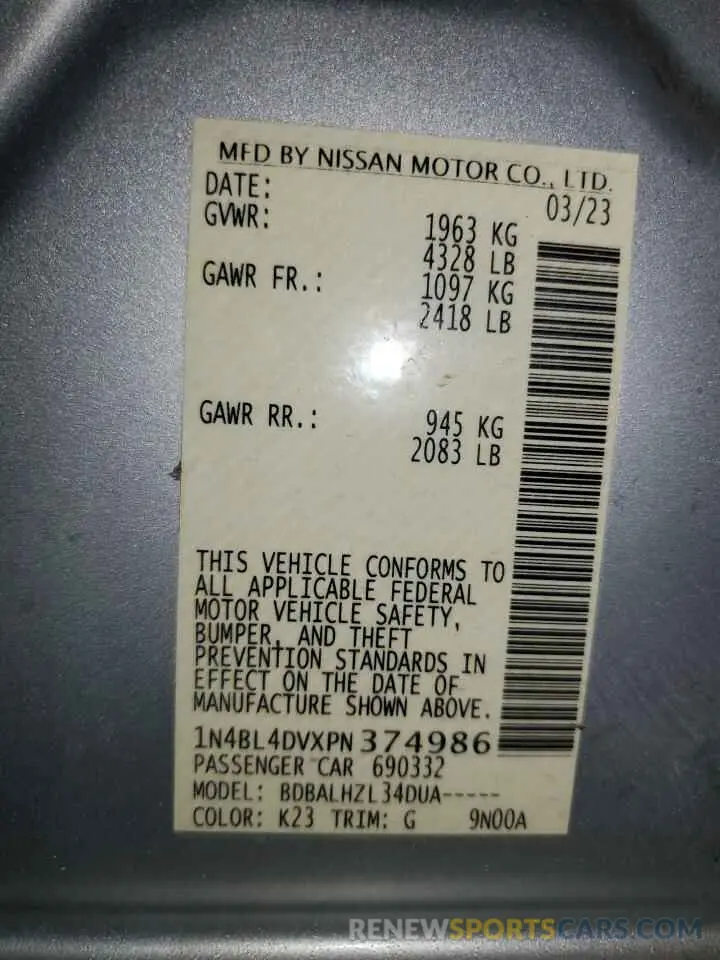 MFD BY NISSAN MOTOR CO., LTD.
DATE: 03/23
GVWR: 1963 KG
4328 LB
GAWR FR.: 1097 KG
2418 LB
GAWR RR.: 945 KG
2083 LB
THIS VEHICLE CONFORMS TO
ALL APPLICABLE FEDERAL
MOTOR VEHICLE SAFETY,
BUMPER, AND THEFT
PREVENTION STANDARDS IN
EFFECT ON THE DATE OF
MANUFACTURE SHOWN ABOVE.
1N4BL4DVXPN374986
PASSENGER CAR 690332
MODEL: BDBALHZL34DUA-----
COLOR: K23 TRIM: G 9N00A
RENEWSPORTSCARS.COM